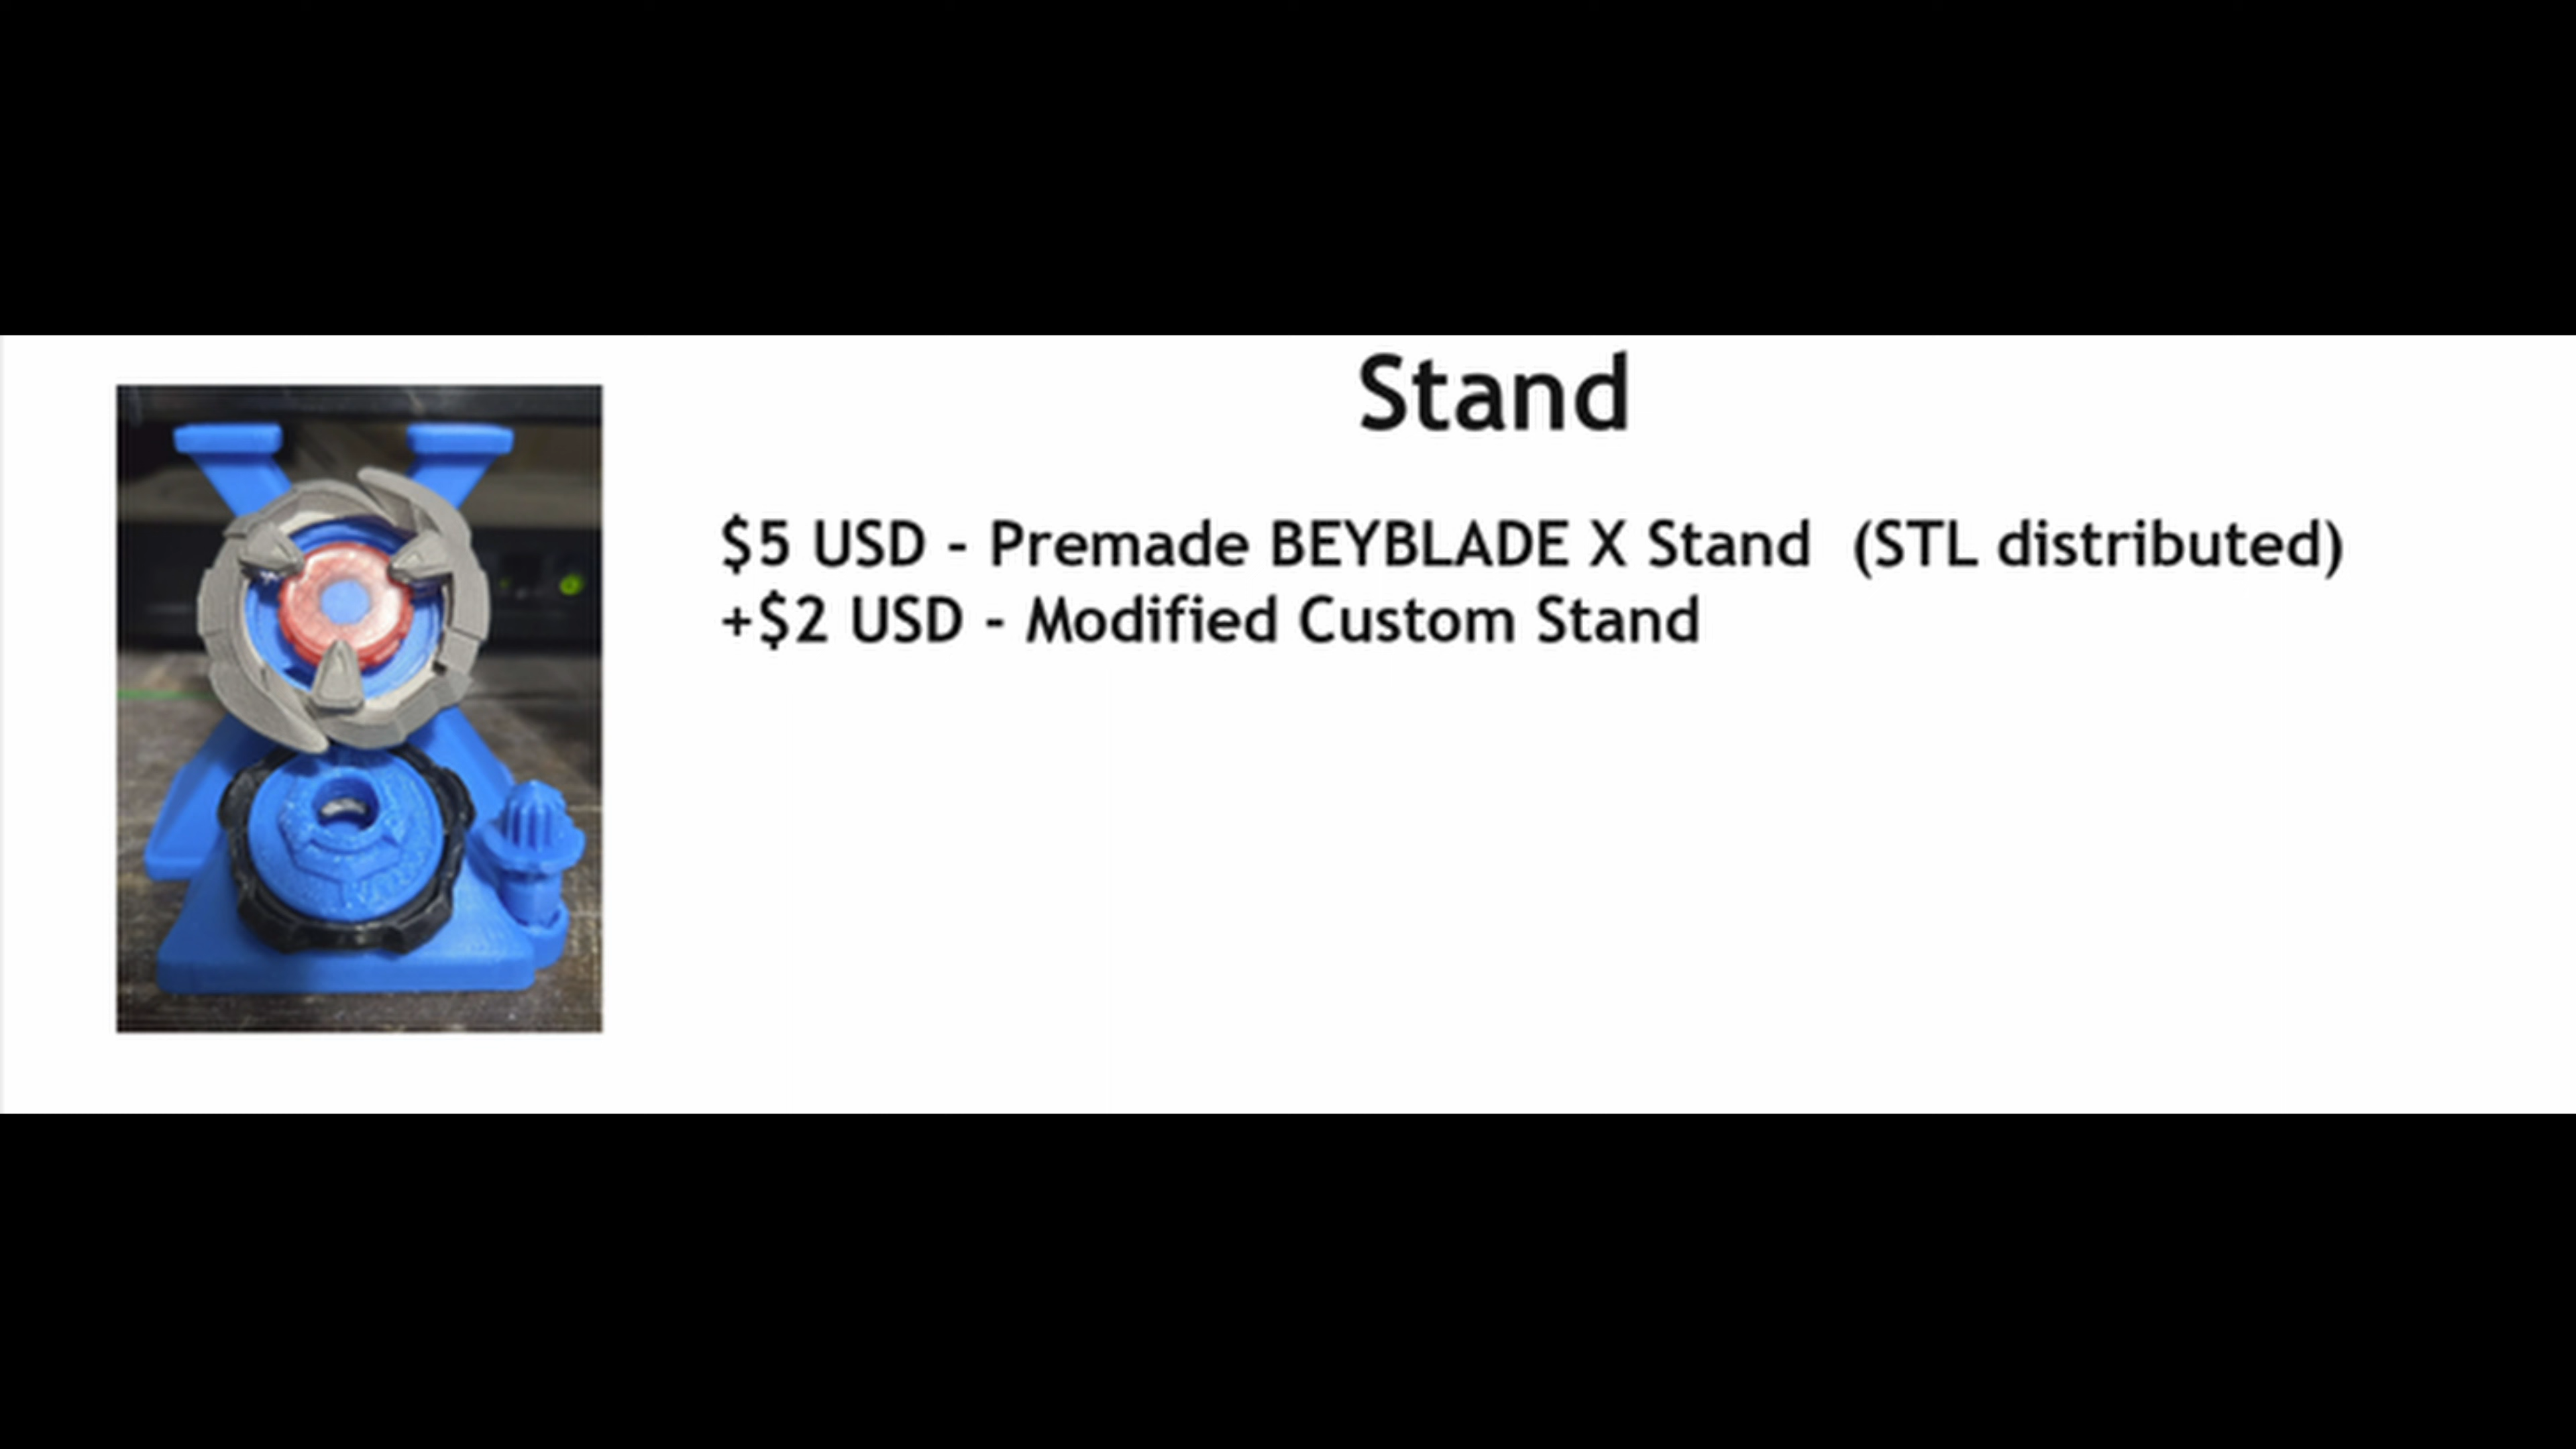 Stand
$5 USD - Premade BEYBLADE X Stand (STL distributed)
+$2 USD - Modified Custom Stand